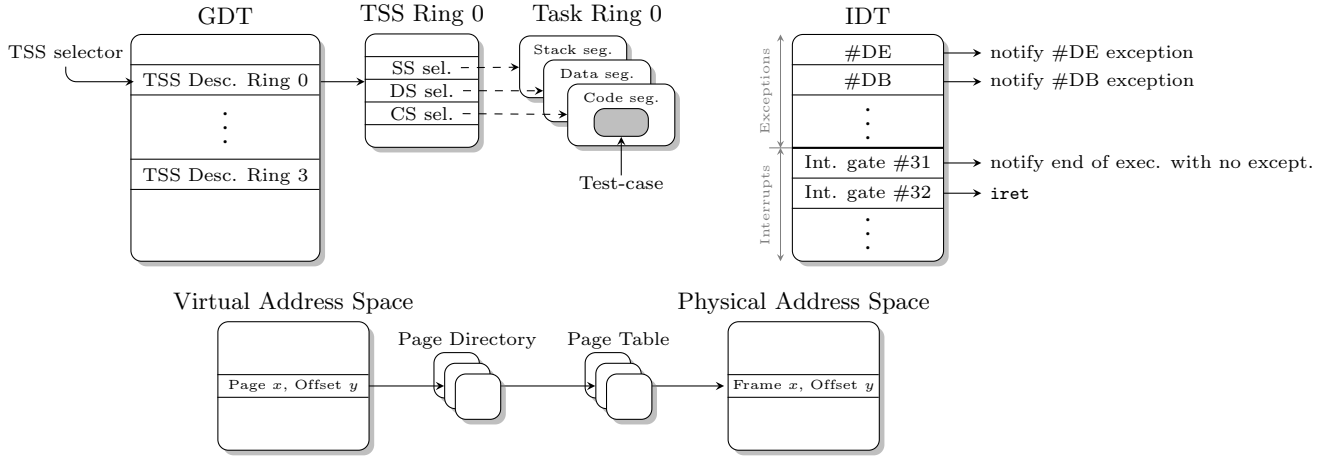 GDT
TSS Ring 0
Task Ring 0
IDT
TSS selector
TSS Desc. Ring 0
TSS Desc. Ring 3
SS sel.
DS sel.
CS sel.
Stack seg.
Data seg.
Code seg.
Test-case
Exceptions
Interrupts
#DE
notify #DE exception
#DB
notify #DB exception
Int. gate #31
notify end of exec. with no except.
Int. gate #32
iret
Virtual Address Space
Page x, Offset y
Page Directory
Page Table
Physical Address Space
Frame x, Offset y